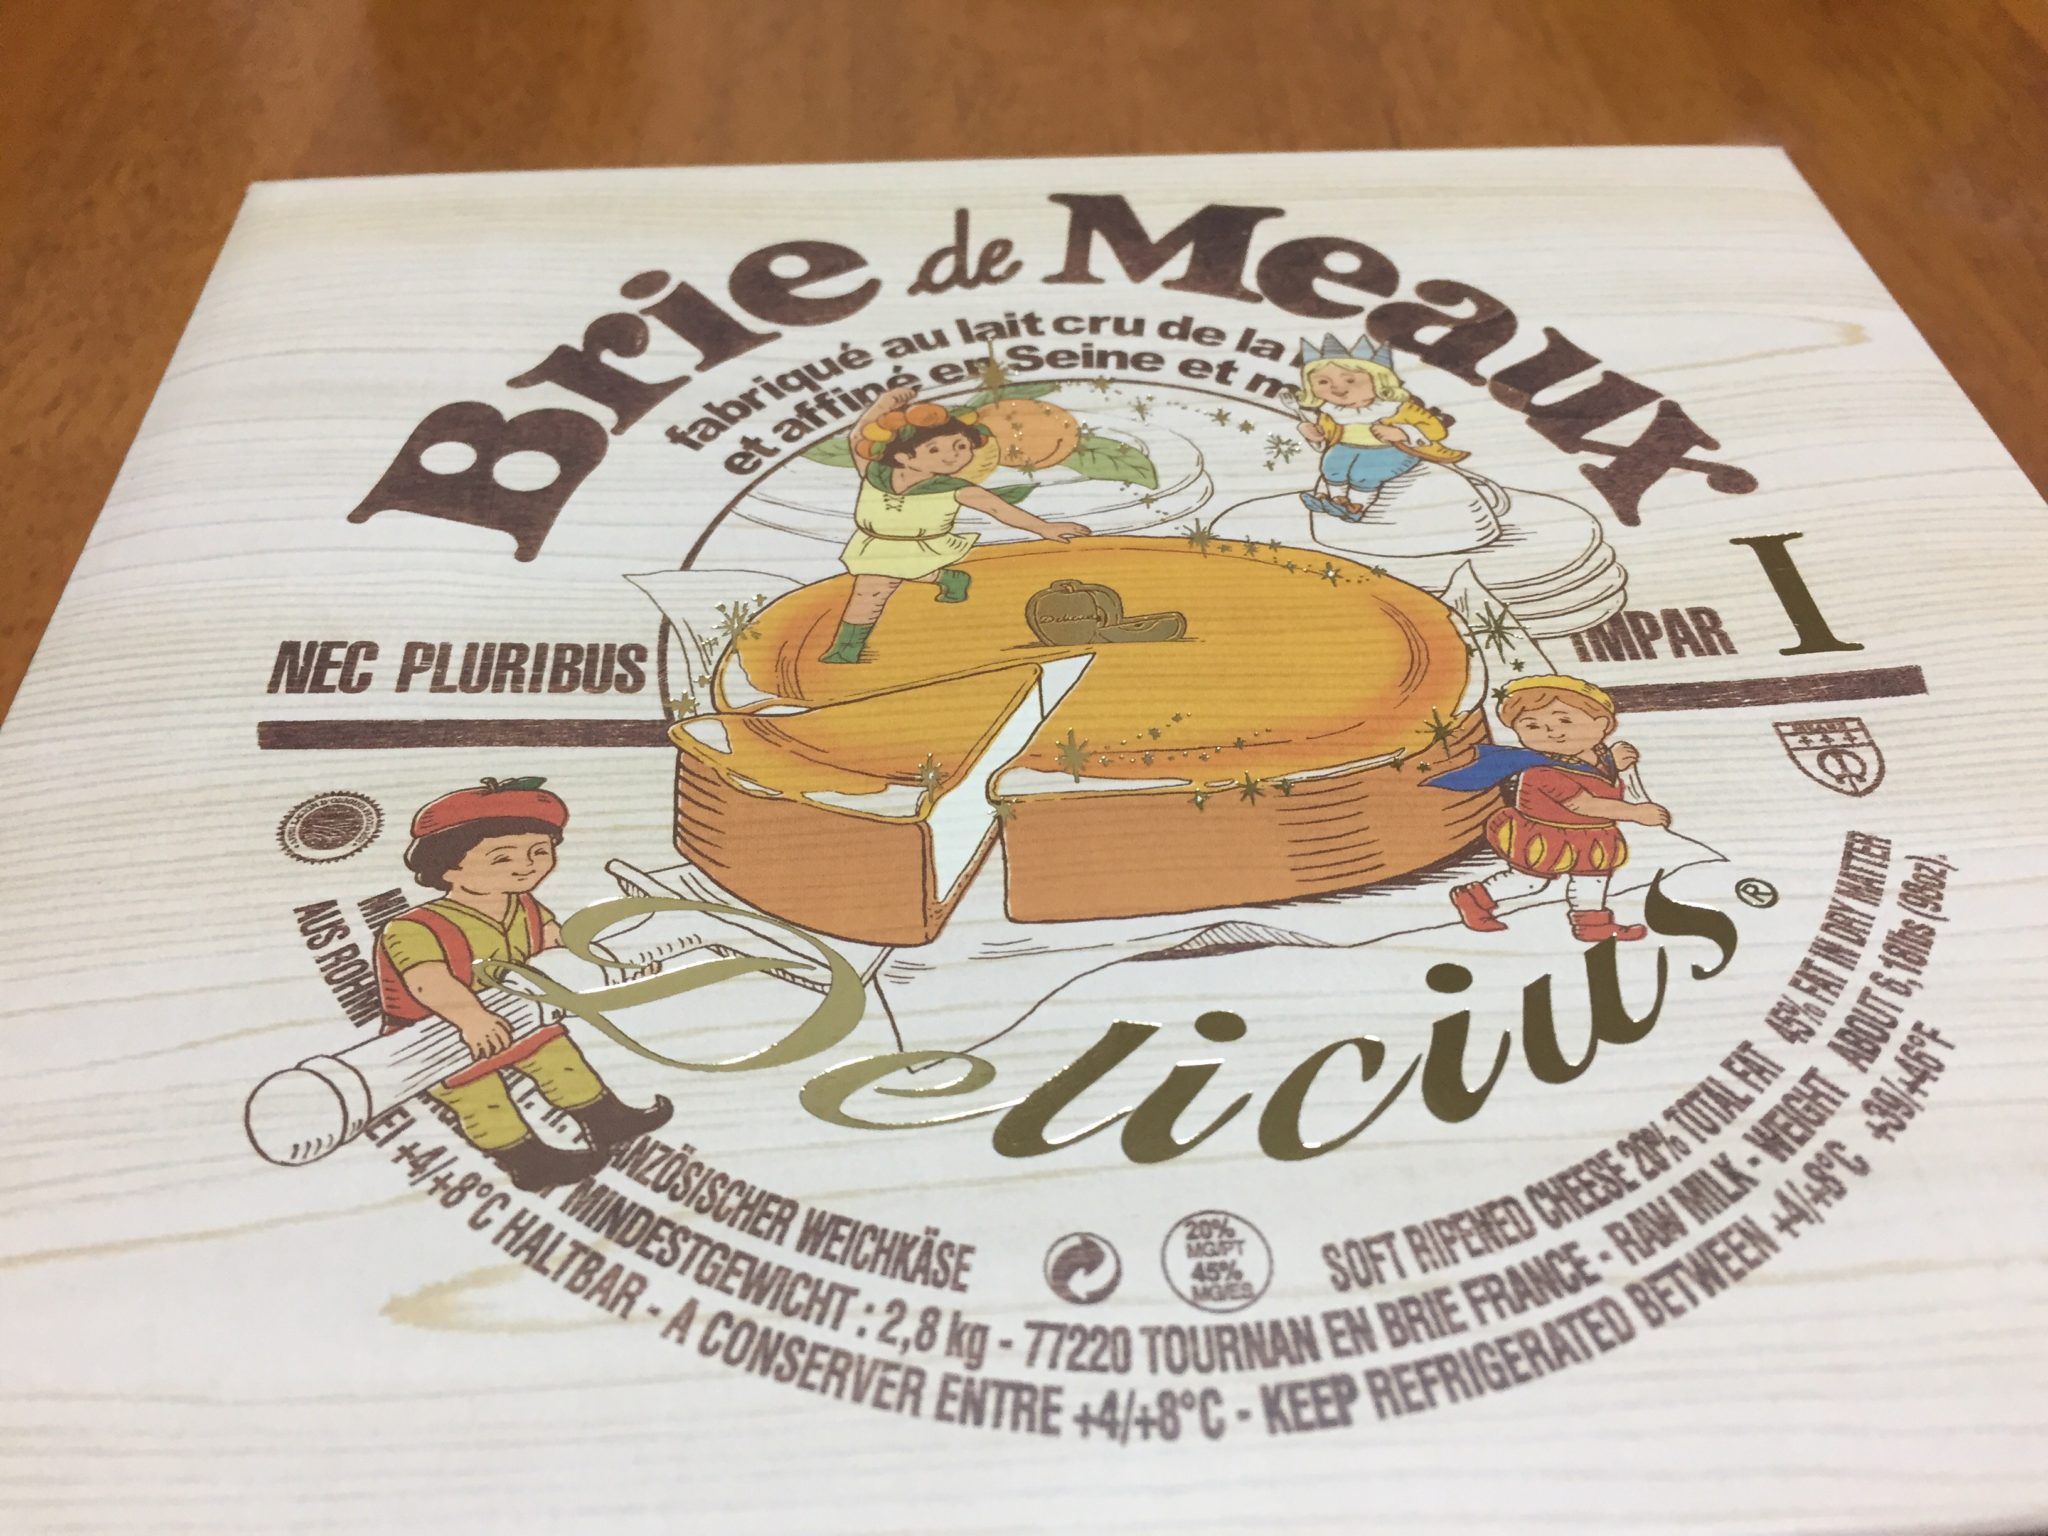 Brie de Meaux
fabriqué au lait cru de la
et affiné en Seine et
NEC PLURIBUS
IMPAR I
Delicius ®
AUS
FRANZÖSISCHER WEICHKÄSE
MINDESTGEWICHT : 2,8 kg - 77220 TOURNAN EN BRIE FRANCE - RAW MILK - WEIGHT ABOUT 6,18lbs (98oz).
+4/+8°C HALTBAR - A CONSERVER ENTRE +4/+8°C - KEEP REFRIGERATED BETWEEN +4/+8°C +39/+46°F
20%
MG/PT
45%
MG/ES
SOFT RIPENED CHEESE 20% TOTAL FAT 45% FAT IN DRY MATTER